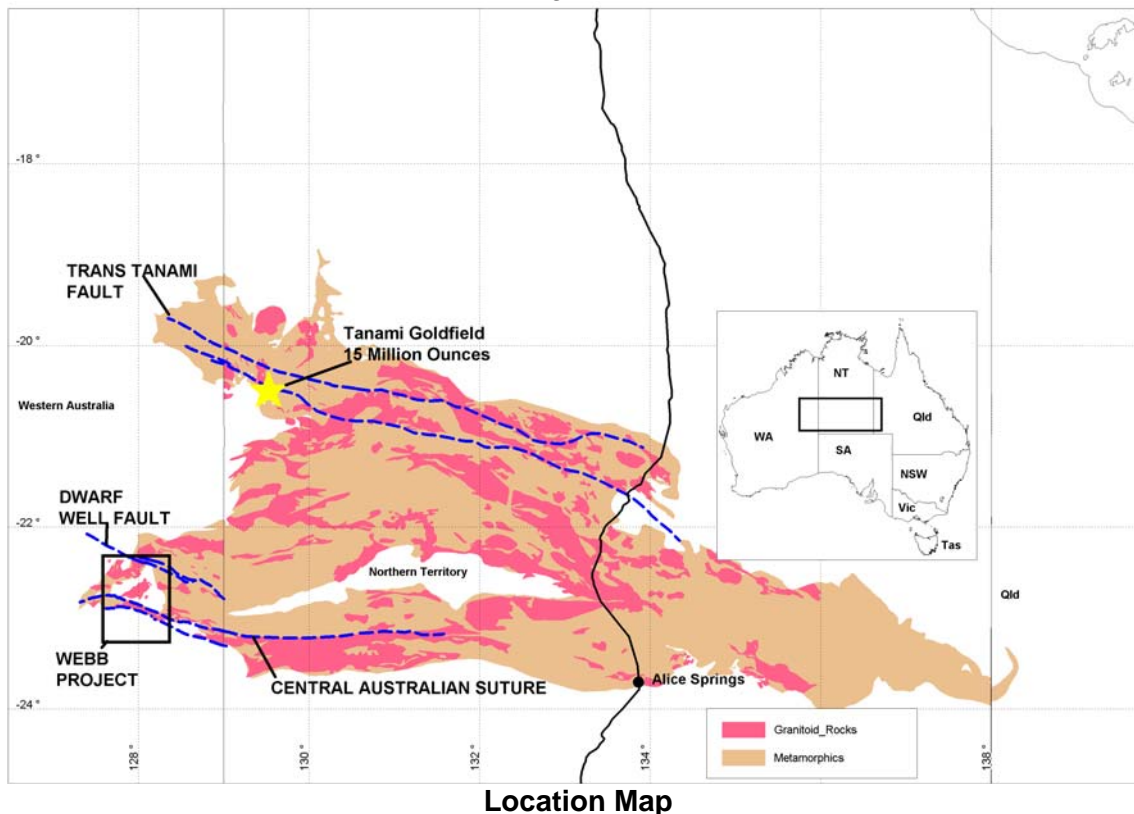 -18 °
TRANS TANAMI
FAULT
Tanami Goldfield
15 Million Ounces
-20 °
Western Australia
NT
WA
Qld
SA
NSW
Vic
Tas
DWARF
WELL FAULT
-22 °
Northern Territory
Qld
WEBB
PROJECT
CENTRAL AUSTRALIAN SUTURE
Alice Springs
-24 °
Granitoid_Rocks
Metamorphics
128 °
130 °
132 °
134 °
138 °
Location Map